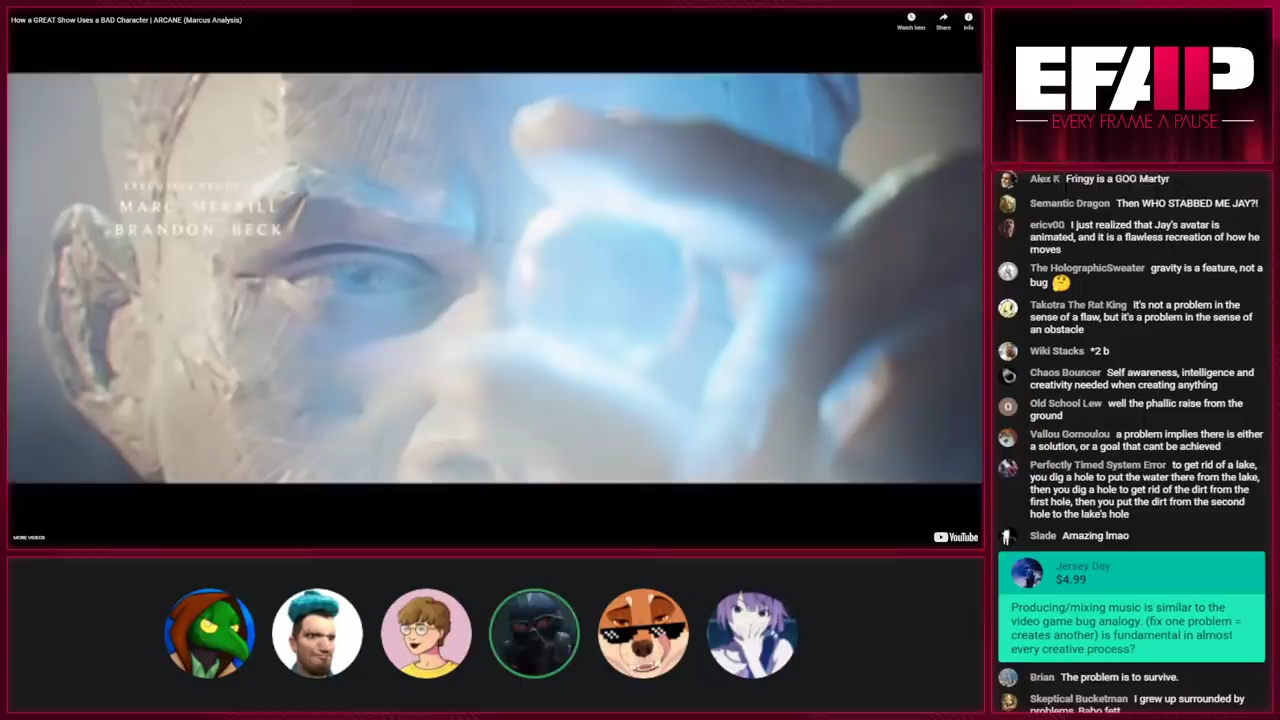 How a GREAT Show Uses a BAD Character | ARCANE (Marcus Analysis)
Watch later
Share
Info
MARC MERRILL
BRANDON BECK
MORE VIDEOS
YouTube
EFAP
EVERY FRAME A PAUSE
Alex K Fringy is a GOO Martyr
Semantic Dragon Then WHO STABBED ME JAY?!
ericv00 I just realized that Jay's avatar is
animated, and it is a flawless recreation of how he
moves
The HolographicSweater gravity is a feature, not a
bug 🤔
Takotra The Rat King it's not a problem in the
sense of a flaw, but it's a problem in the sense of
an obstacle
Wiki Stacks *2 b
Chaos Bouncer Self awareness, intelligence and
creativity needed when creating anything
O
Old School Lew well the phallic raise from the
ground
Vallou Gomoulou a problem implies there is either
a solution, or a goal that cant be achieved
Perfectly Timed System Error to get rid of a lake,
you dig a hole to put the water there from the lake,
then you dig a hole to get rid of the dirt from the
first hole, then you put the dirt from the second
hole to the lake's hole
Slade Amazing lmao
Jersey Day
$4.99
Producing/mixing music is similar to the
video game bug analogy. (fix one problem =
creates another) is fundamental in almost
every creative process?
Brian The problem is to survive.
Skeptical Bucketman I grew up surrounded by
problems, Babo fett